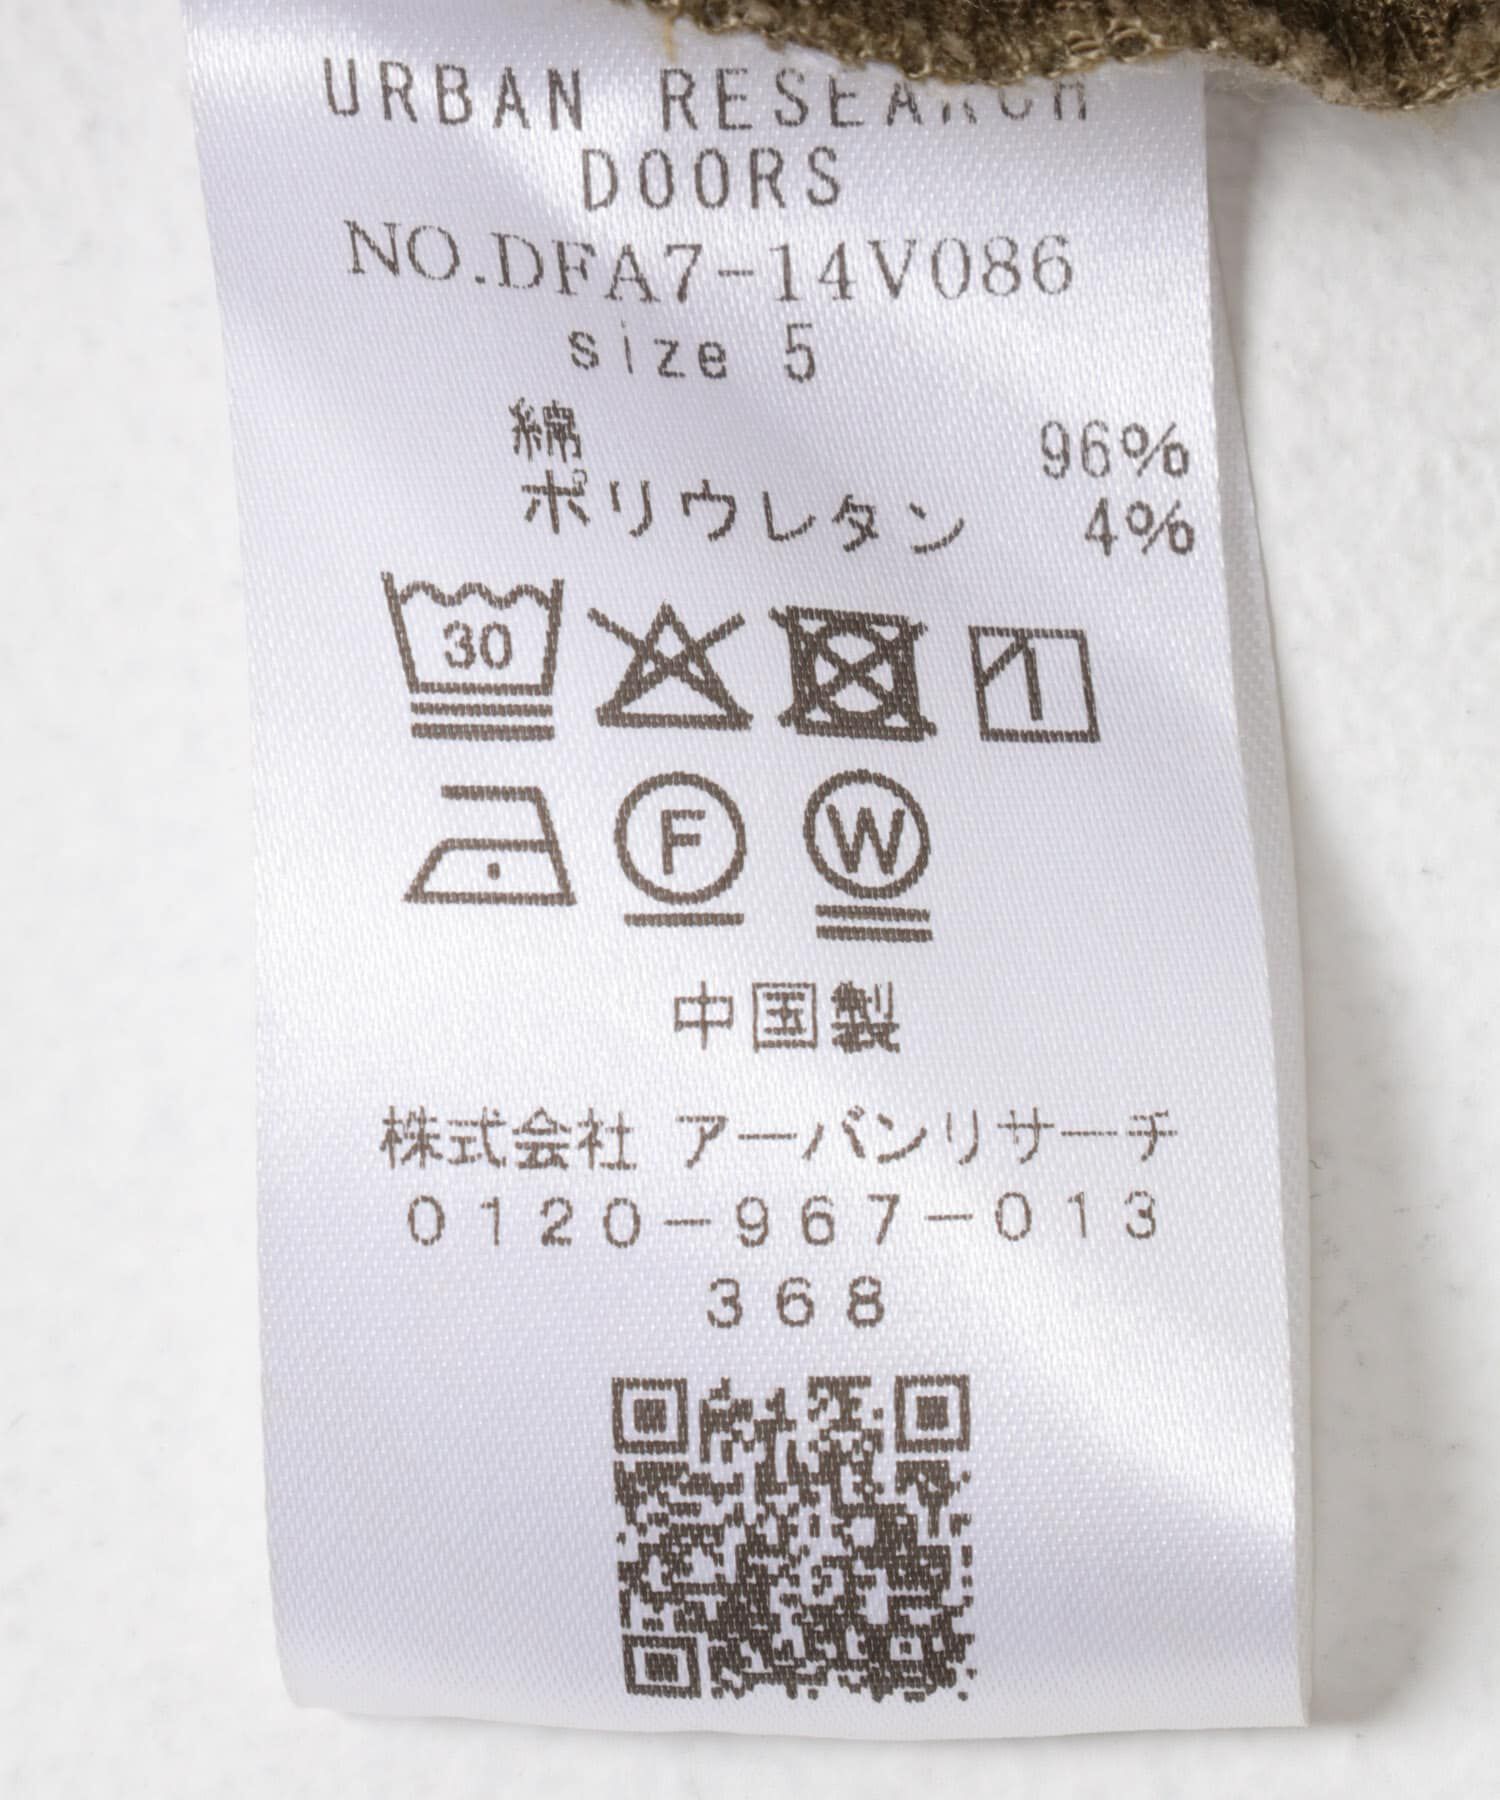 URBAN RESEARCH
DOORS
NO.DFA7-14V086
size 5
綿 96%
ポリウレタン 4%
30
F
W
中国製
株式会社 アーバンリサーチ
0120-967-013
368